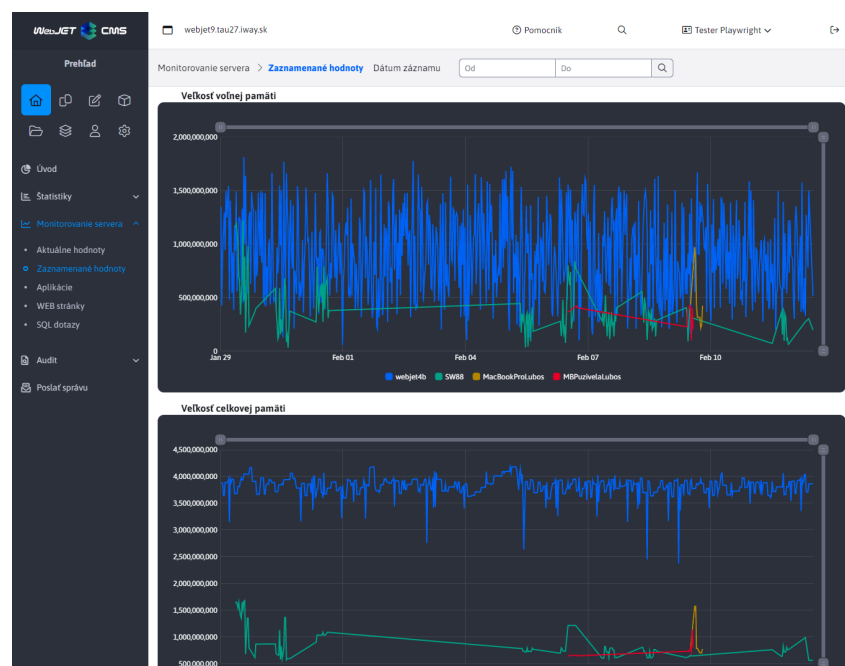 WebJET CMS
webjet9.tau27.iway.sk
Pomocník
Tester Playwright
Prehľad
Monitorovanie servera > Zaznamenané hodnoty
Dátum záznamu
Od
Do
Úvod
Štatistiky
Monitorovanie servera
Aktuálne hodnoty
Zaznamenané hodnoty
Aplikácie
WEB stránky
SQL dotazy
Audit
Poslať správu
Veľkosť voľnej pamäti
2,000,000,000
1,500,000,000
1,000,000,000
500,000,000
0
Jan 29
Feb 01
Feb 04
Feb 07
Feb 10
webjet4b
SW88
MacBookProLubos
MBPuzivelaLubos
Veľkosť celkovej pamäti
4,500,000,000
4,000,000,000
3,500,000,000
3,000,000,000
2,500,000,000
2,000,000,000
1,500,000,000
1,000,000,000
500,000,000